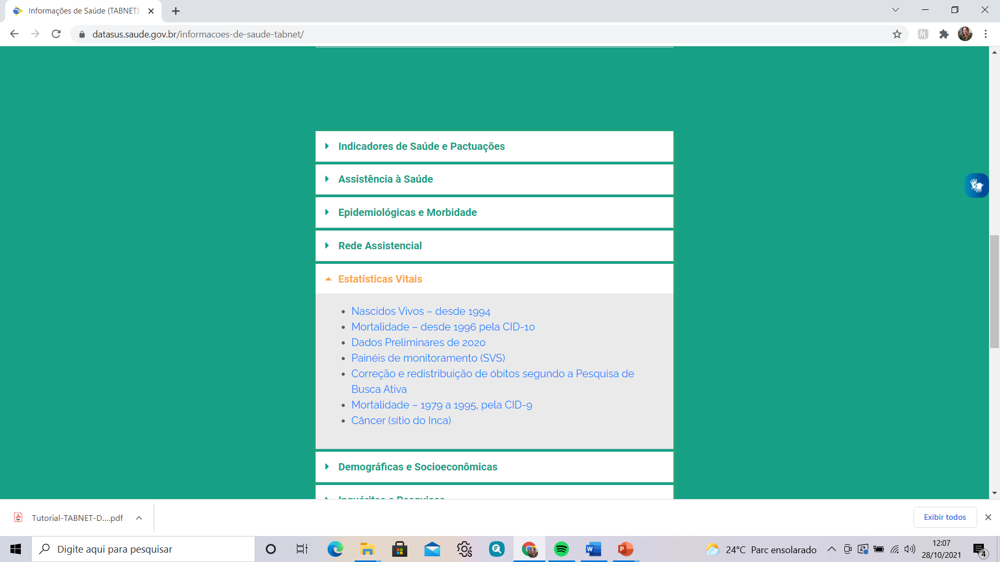 Informações de Saúde (TABNET)
datasus.saude.gov.br/informacoes-de-saude-tabnet/
Indicadores de Saúde e Pactuações
Assistência à Saúde
Epidemiológicas e Morbidade
Rede Assistencial
Estatísticas Vitais
Nascidos Vivos – desde 1994
Mortalidade – desde 1996 pela CID-10
Dados Preliminares de 2020
Painéis de monitoramento (SVS)
Correção e redistribuição de óbitos segundo a Pesquisa de
Busca Ativa
Mortalidade – 1979 a 1995, pela CID-9
Câncer (sítio do Inca)
Demográficas e Socioeconômicas
Inquéritos e Pesquisas
Tutorial-TABNET-D....pdf
Exibir todos
Digite aqui para pesquisar
24°C Parc ensolarado
12:07
28/10/2021
4